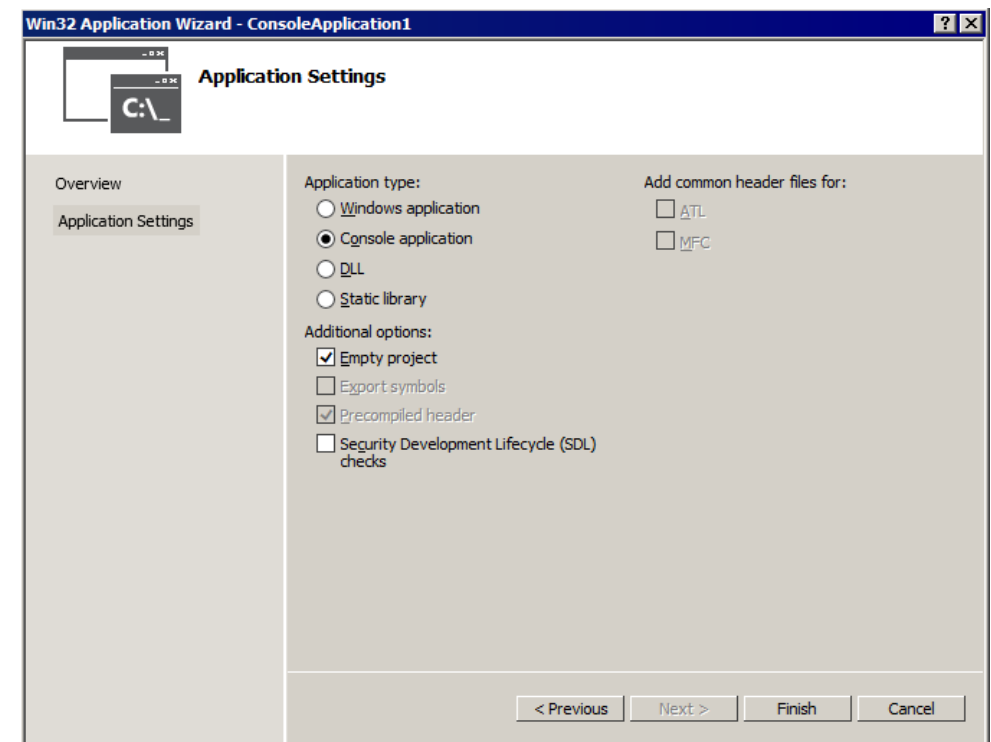 Win32 Application Wizard - ConsoleApplication1
C:\_
Application Settings
Overview
Application Settings
Application type:
Windows application
Console application
DLL
Static library
Additional options:
Empty project
Export symbols
Precompiled header
Security Development Lifecycle (SDL)
checks
Add common header files for:
ATL
MFC
< Previous
Next >
Finish
Cancel